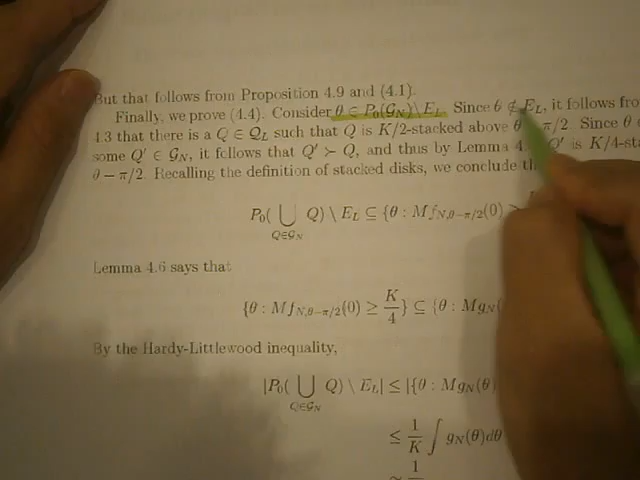 But that follows from Proposition 4.9 and (4.1).
Finally, we prove (4.4). Consider θ ∈ P₀(𝒢_N) \ E_L. Since θ ∉ E_L, it follows fro
4.3 that there is a Q ∈ 𝒬_L such that Q is K/2-stacked above θ − π/2. Since θ
some Q′ ∈ 𝒢_N, it follows that Q′ ≻ Q, and thus by Lemma 4. Q′ is K/4-sta
θ − π/2. Recalling the definition of stacked disks, we conclude th
P₀( ⋃_{Q∈𝒢_N} Q) \ E_L ⊆ {θ : Mf_{N,θ−π/2}(0) ≥
Lemma 4.6 says that
{θ : Mf_{N,θ−π/2}(0) ≥ K/4} ⊆ {θ : Mg_N(
By the Hardy-Littlewood inequality,
|P₀( ⋃_{Q∈𝒢_N} Q) \ E_L| ≤ |{θ : Mg_N(θ)
≤ 1/K ∫ g_N(θ)dθ
1